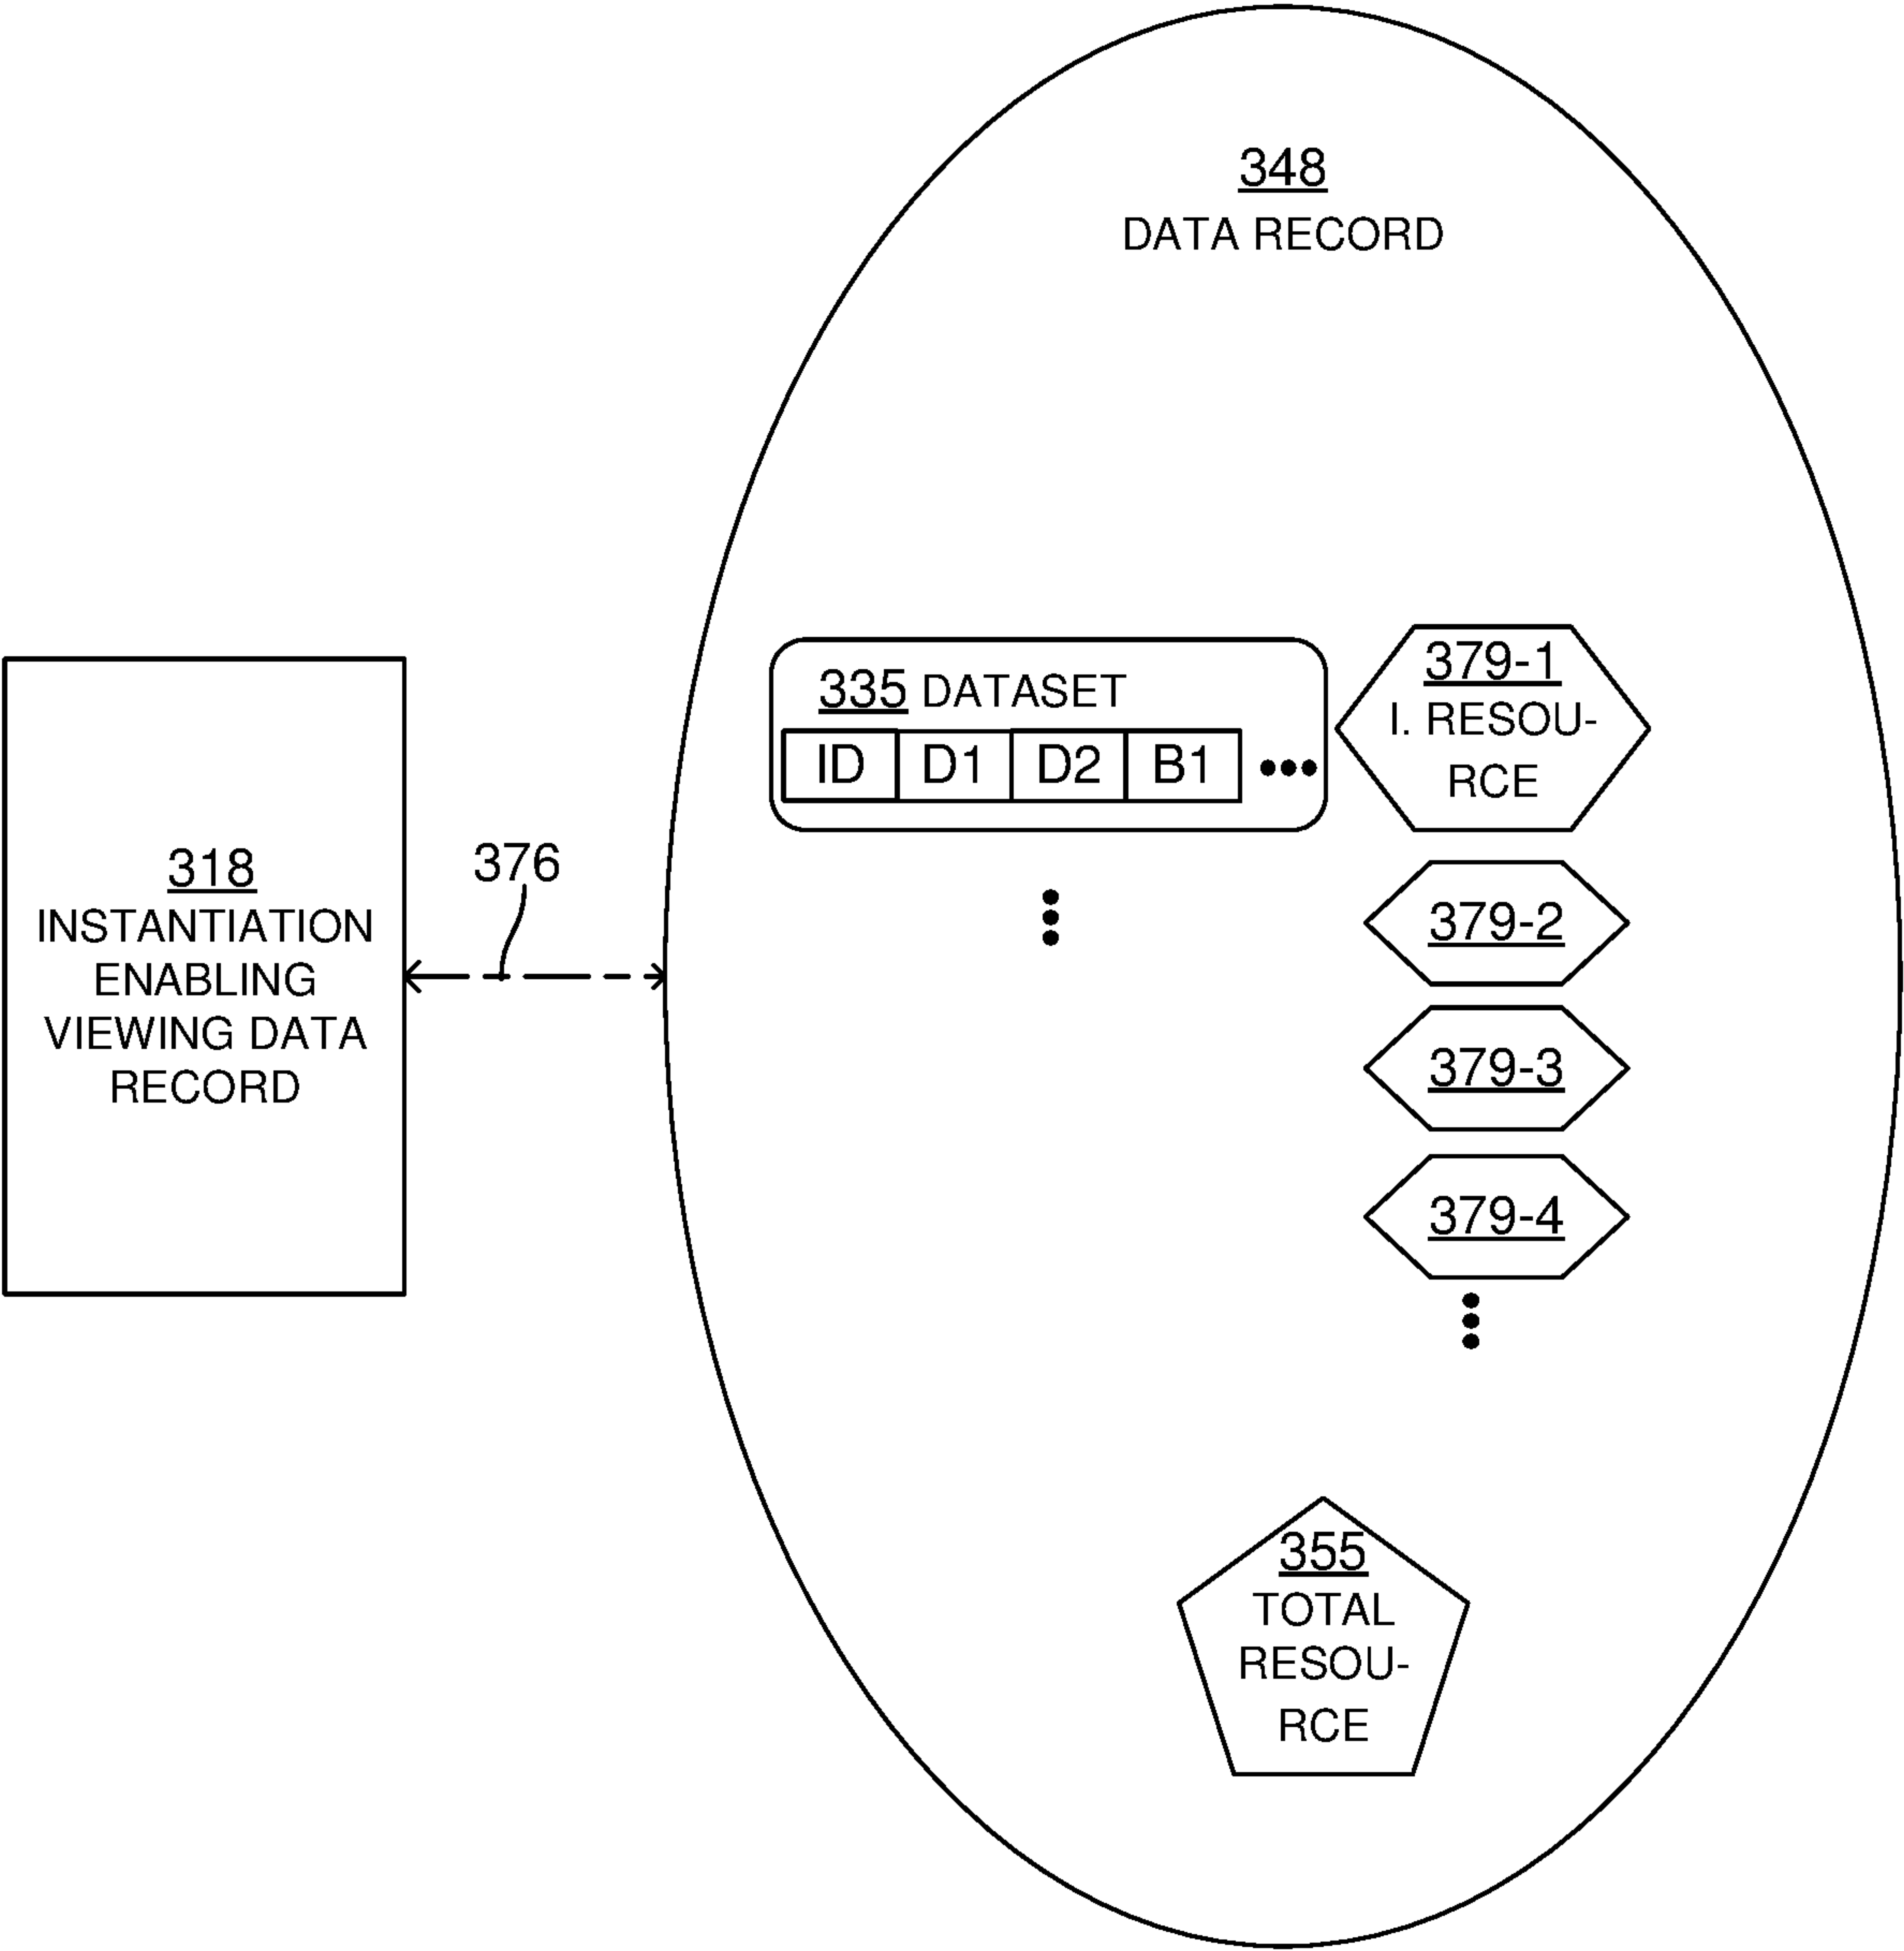 348
DATA RECORD
335 DATASET
ID D1 D2 B1
379-1
I. RESOU-
RCE
318
INSTANTIATION
ENABLING
VIEWING DATA
RECORD
376
379-2
379-3
379-4
355
TOTAL
RESOU-
RCE